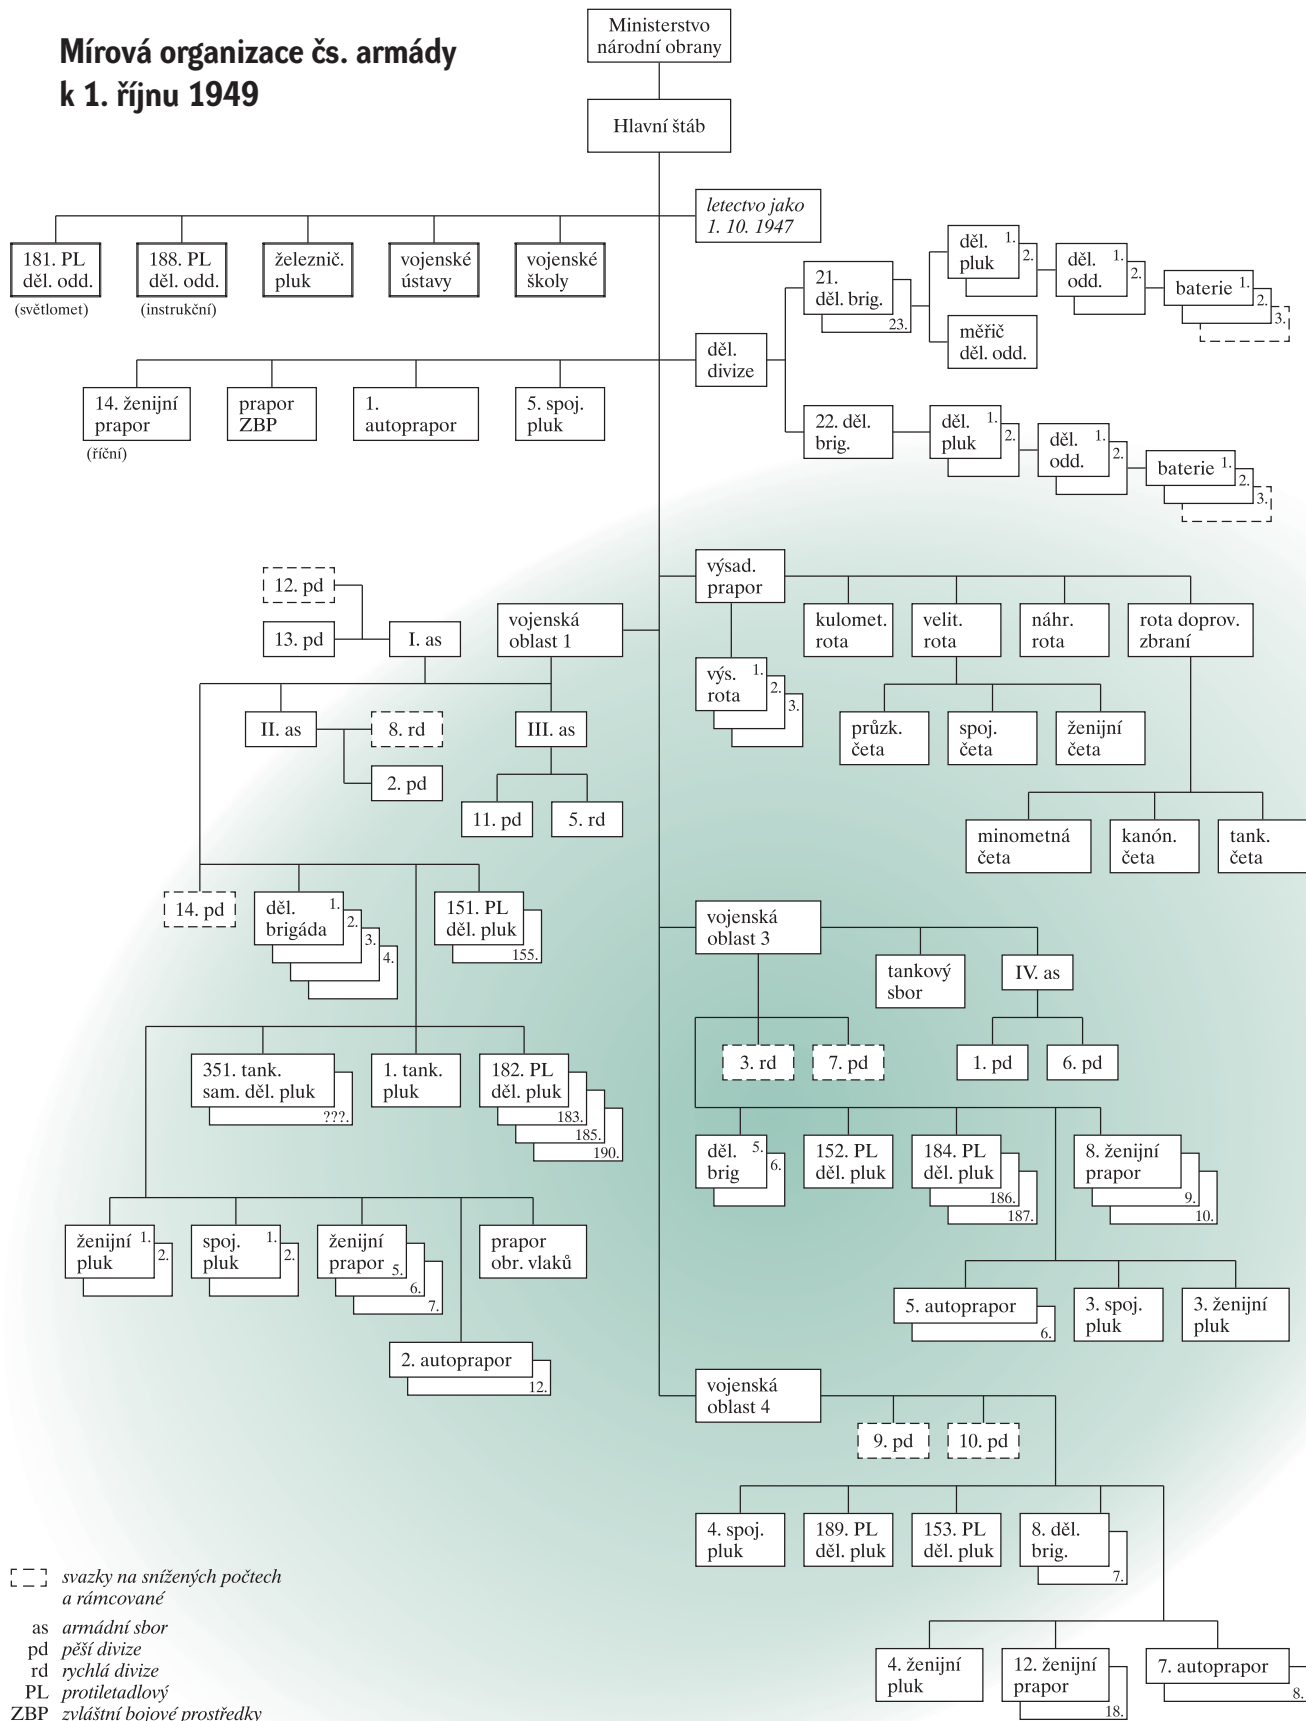 Ministerstvo
národní obrany
Mírová organizace čs. armády
k 1. říjnu 1949
Hlavní štáb
letectvo jako
1. 10. 1947
181. PL
děl. odd.
(světlomet)
188. PL
děl. odd.
(instrukční)
železnič.
pluk
vojenské
ústavy
vojenské
školy
21.
děl. brig.
23.
děl.
pluk
1.
2.
děl.
odd.
1.
2.
baterie
1.
2.
3.
měřič
děl. odd.
děl.
divize
14. ženijní
prapor
(říční)
prapor
ZBP
1.
autoprapor
5. spoj.
pluk
22. děl.
brig.
děl.
pluk
1.
2.
děl.
odd.
1.
2.
baterie
1.
2.
3.
výsad.
prapor
12. pd
13. pd
I. as
vojenská
oblast 1
kulomet.
rota
velit.
rota
náhr.
rota
rota doprov.
zbraní
výs.
rota
1.
2.
3.
II. as
8. rd
2. pd
III. as
11. pd
5. rd
průzk.
četa
spoj.
četa
ženijní
četa
minometná
četa
kanón.
četa
tank.
četa
14. pd
děl.
brigáda
1.
2.
3.
4.
151. PL
děl. pluk
155.
vojenská
oblast 3
tankový
sbor
IV. as
3. rd
7. pd
1. pd
6. pd
351. tank.
sam. děl. pluk
???.
1. tank.
pluk
182. PL
děl. pluk
183.
185.
190.
děl.
brig
5.
6.
152. PL
děl. pluk
184. PL
děl. pluk
186.
187.
8. ženijní
prapor
9.
10.
ženijní
pluk
1.
2.
spoj.
pluk
1.
2.
ženijní
prapor
5.
6.
7.
prapor
obr. vlaků
5. autoprapor
6.
3. spoj.
pluk
3. ženijní
pluk
2. autoprapor
12.
vojenská
oblast 4
9. pd
10. pd
4. spoj.
pluk
189. PL
děl. pluk
153. PL
děl. pluk
8. děl.
brig.
7.
4. ženijní
pluk
12. ženijní
prapor
18.
7. autoprapor
8.
svazky na snížených počtech
a rámcované
as armádní sbor
pd pěší divize
rd rychlá divize
PL protiletadlový
ZBP zvláštní bojové prostředky